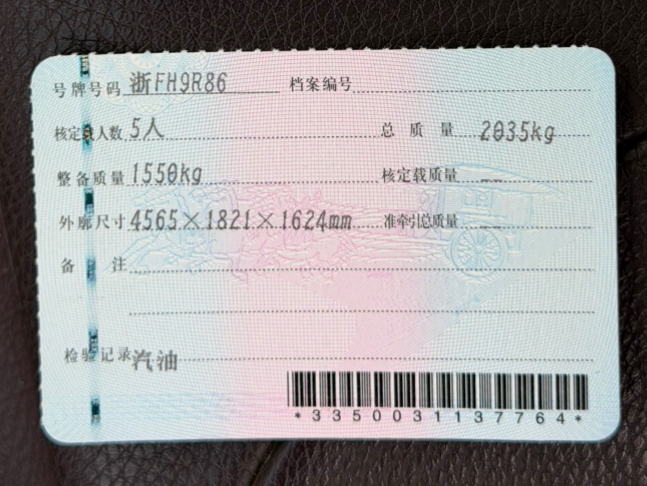 号牌号码 浙FH9R86 档案编号
核定载人数 5人 总质量 2035kg
整备质量 1550kg 核定载质量 --
外廓尺寸 4565×1821×1624mm 准牵引总质量 --
备注
检验记录 汽油
*3350031137764*